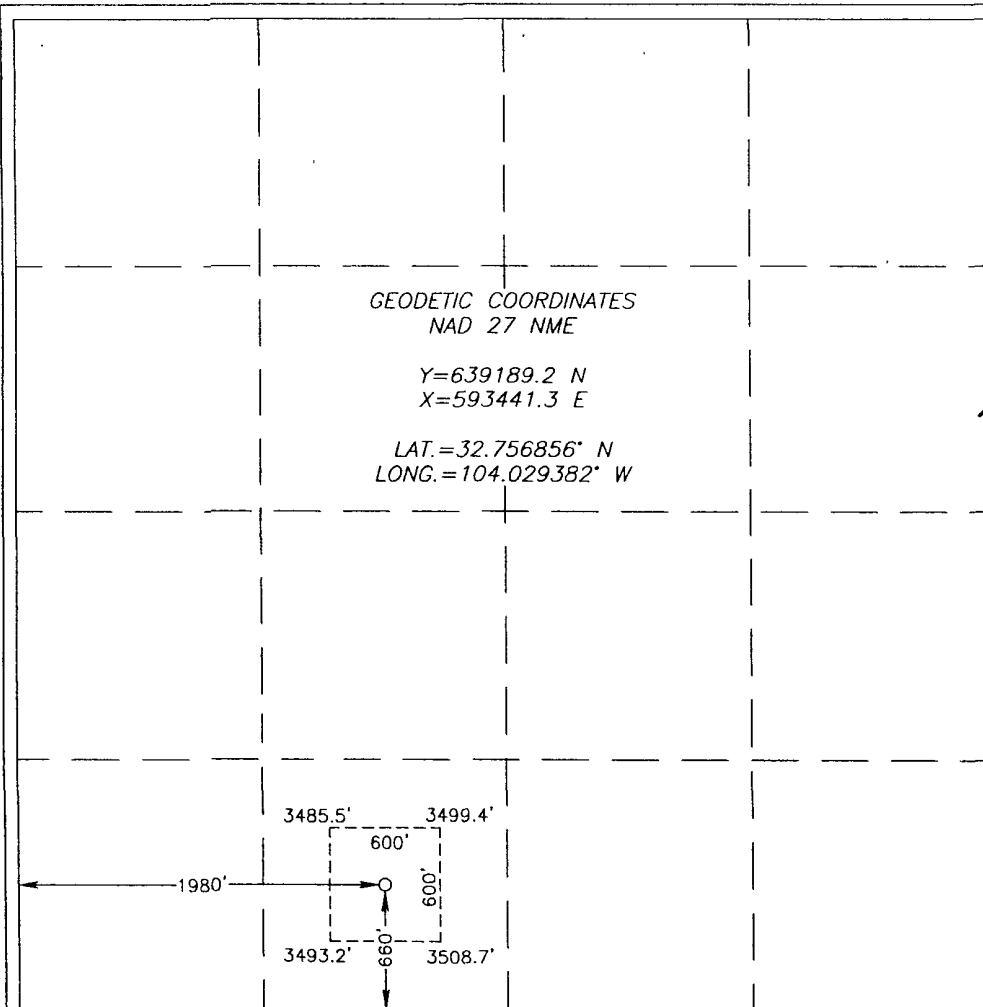 GEODETIC COORDINATES
NAD 27 NME
Y=639189.2 N
X=593441.3 E
LAT.=32.756856° N
LONG.=104.029382° W
3485.5' 3499.4'
600'
1980'
600'
3493.2' 660' 3508.7'